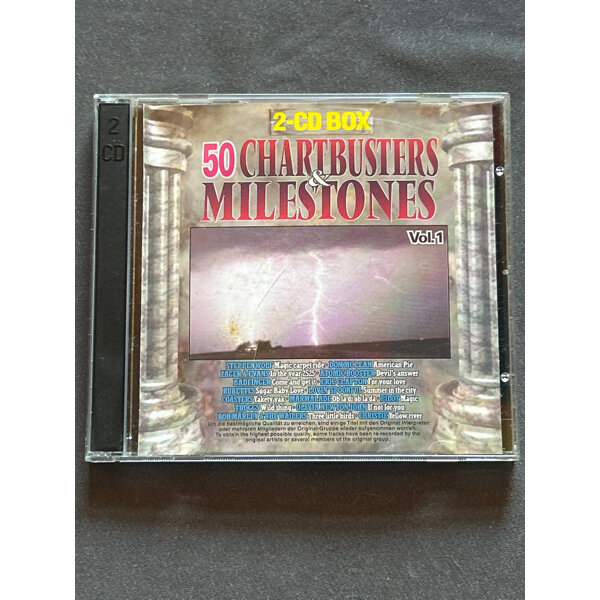 2
CD
2-CD BOX
50 CHARTBUSTERS
&
MILESTONES
Vol.1
STEPPENWOLF Magic carpet ride - DON MC LEAN American Pie
ZAGER & EVANS In the year 2525 - ATOMIC ROOSTER Devil's answer
BADFINGER Come and get it - ERIC CLAPTON For your love
RUBETTES Sugar Baby Love - LOVIN' SPOONFUL Summer in the city
COASTERS Yakety yak - MARMALADE Ob la di ob la da - PILOT Magic
TROGGS Wild thing - OLIVIA NEWTON-JOHN If not for you
BOB MARLEY & THE WAILERS Three little birds - CHRISTIE Yellow river
Um die bestmögliche Qualität zu erreichen, sind einige Titel mit den Original Interpreten
oder mehreren Mitgliedern der Original-Gruppe wieder aufgenommen worden.
To obtain the highest possible quality, some tracks have been re-recorded by the
original artists or several members of the original group.